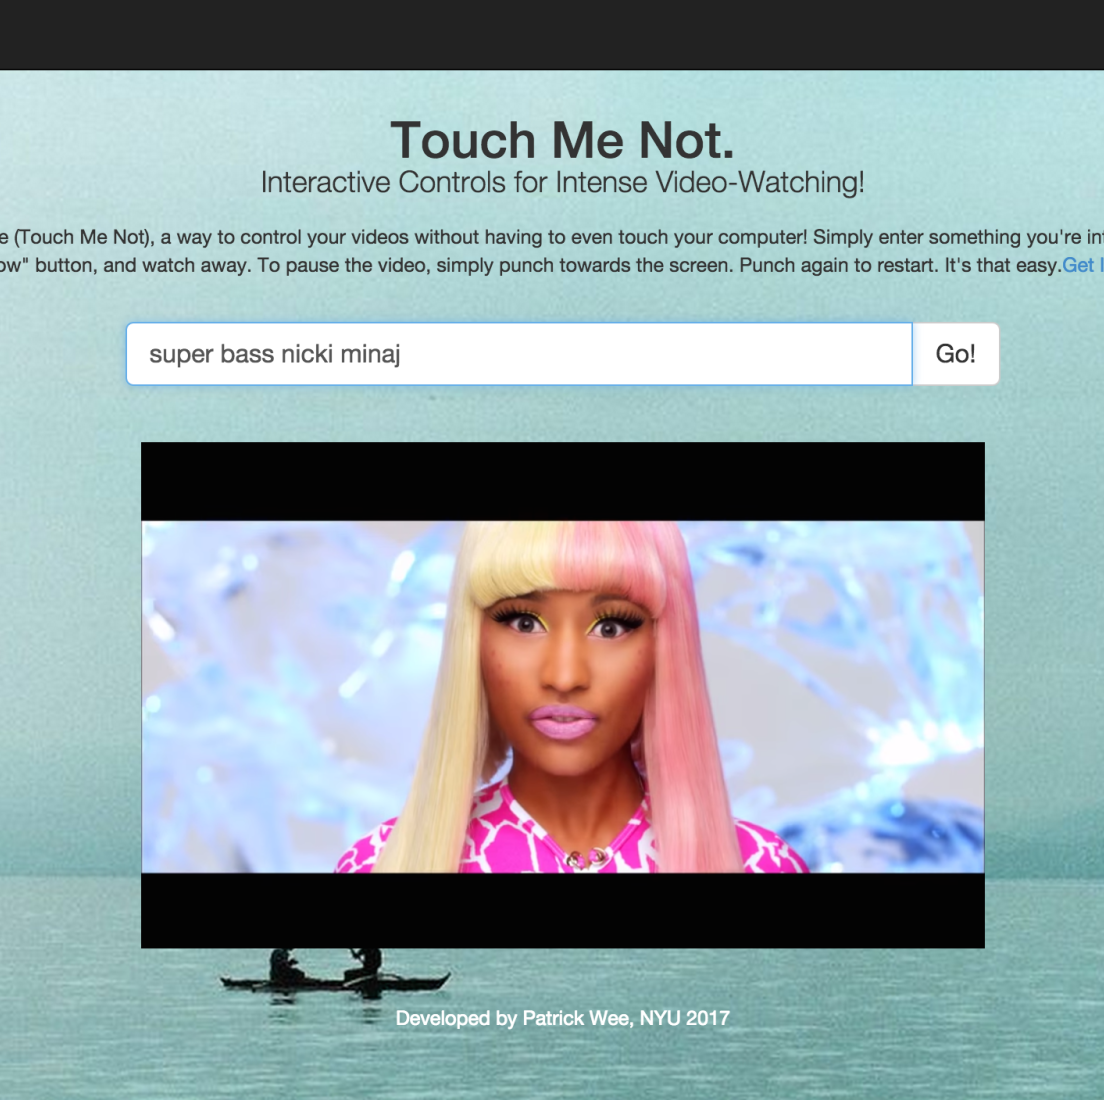 Touch Me Not.
Interactive Controls for Intense Video-Watching!
e (Touch Me Not), a way to control your videos without having to even touch your computer! Simply enter something you're int
ow" button, and watch away. To pause the video, simply punch towards the screen. Punch again to restart. It's that easy.Get l
super bass nicki minaj
Go!
Developed by Patrick Wee, NYU 2017